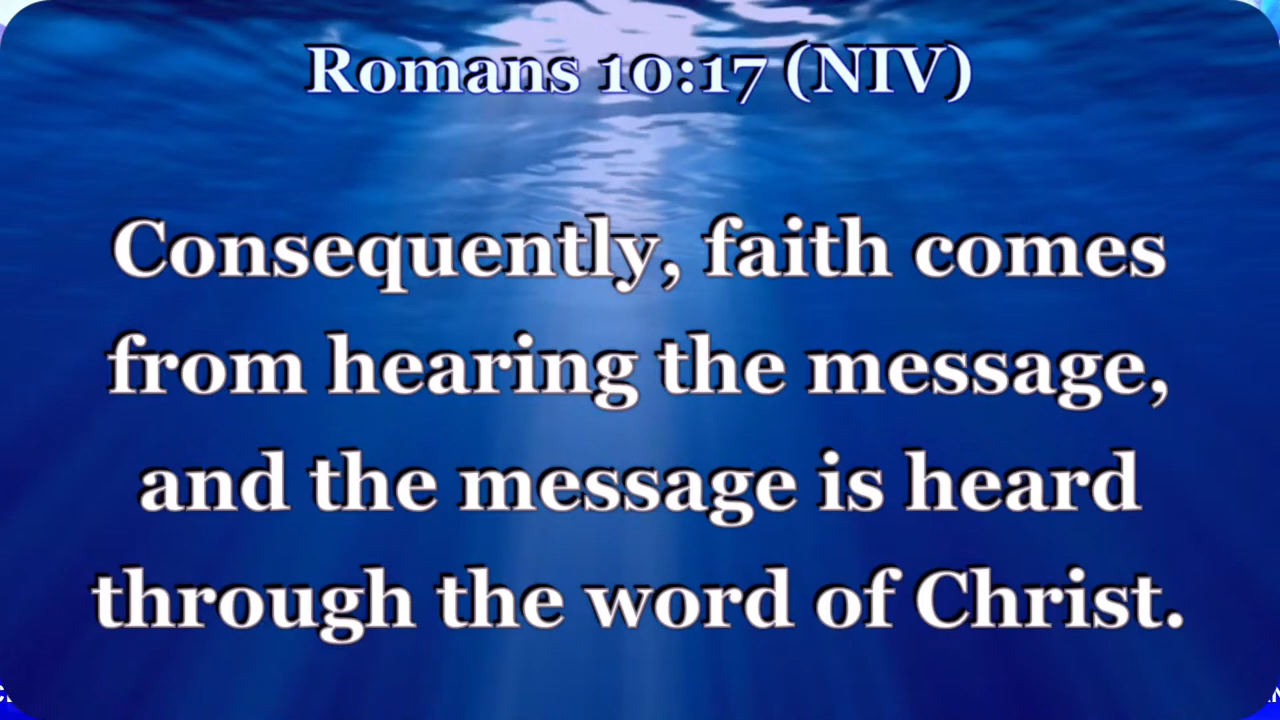 Romans 10:17 (NIV)
Consequently, faith comes
from hearing the message,
and the message is heard
through the word of Christ.